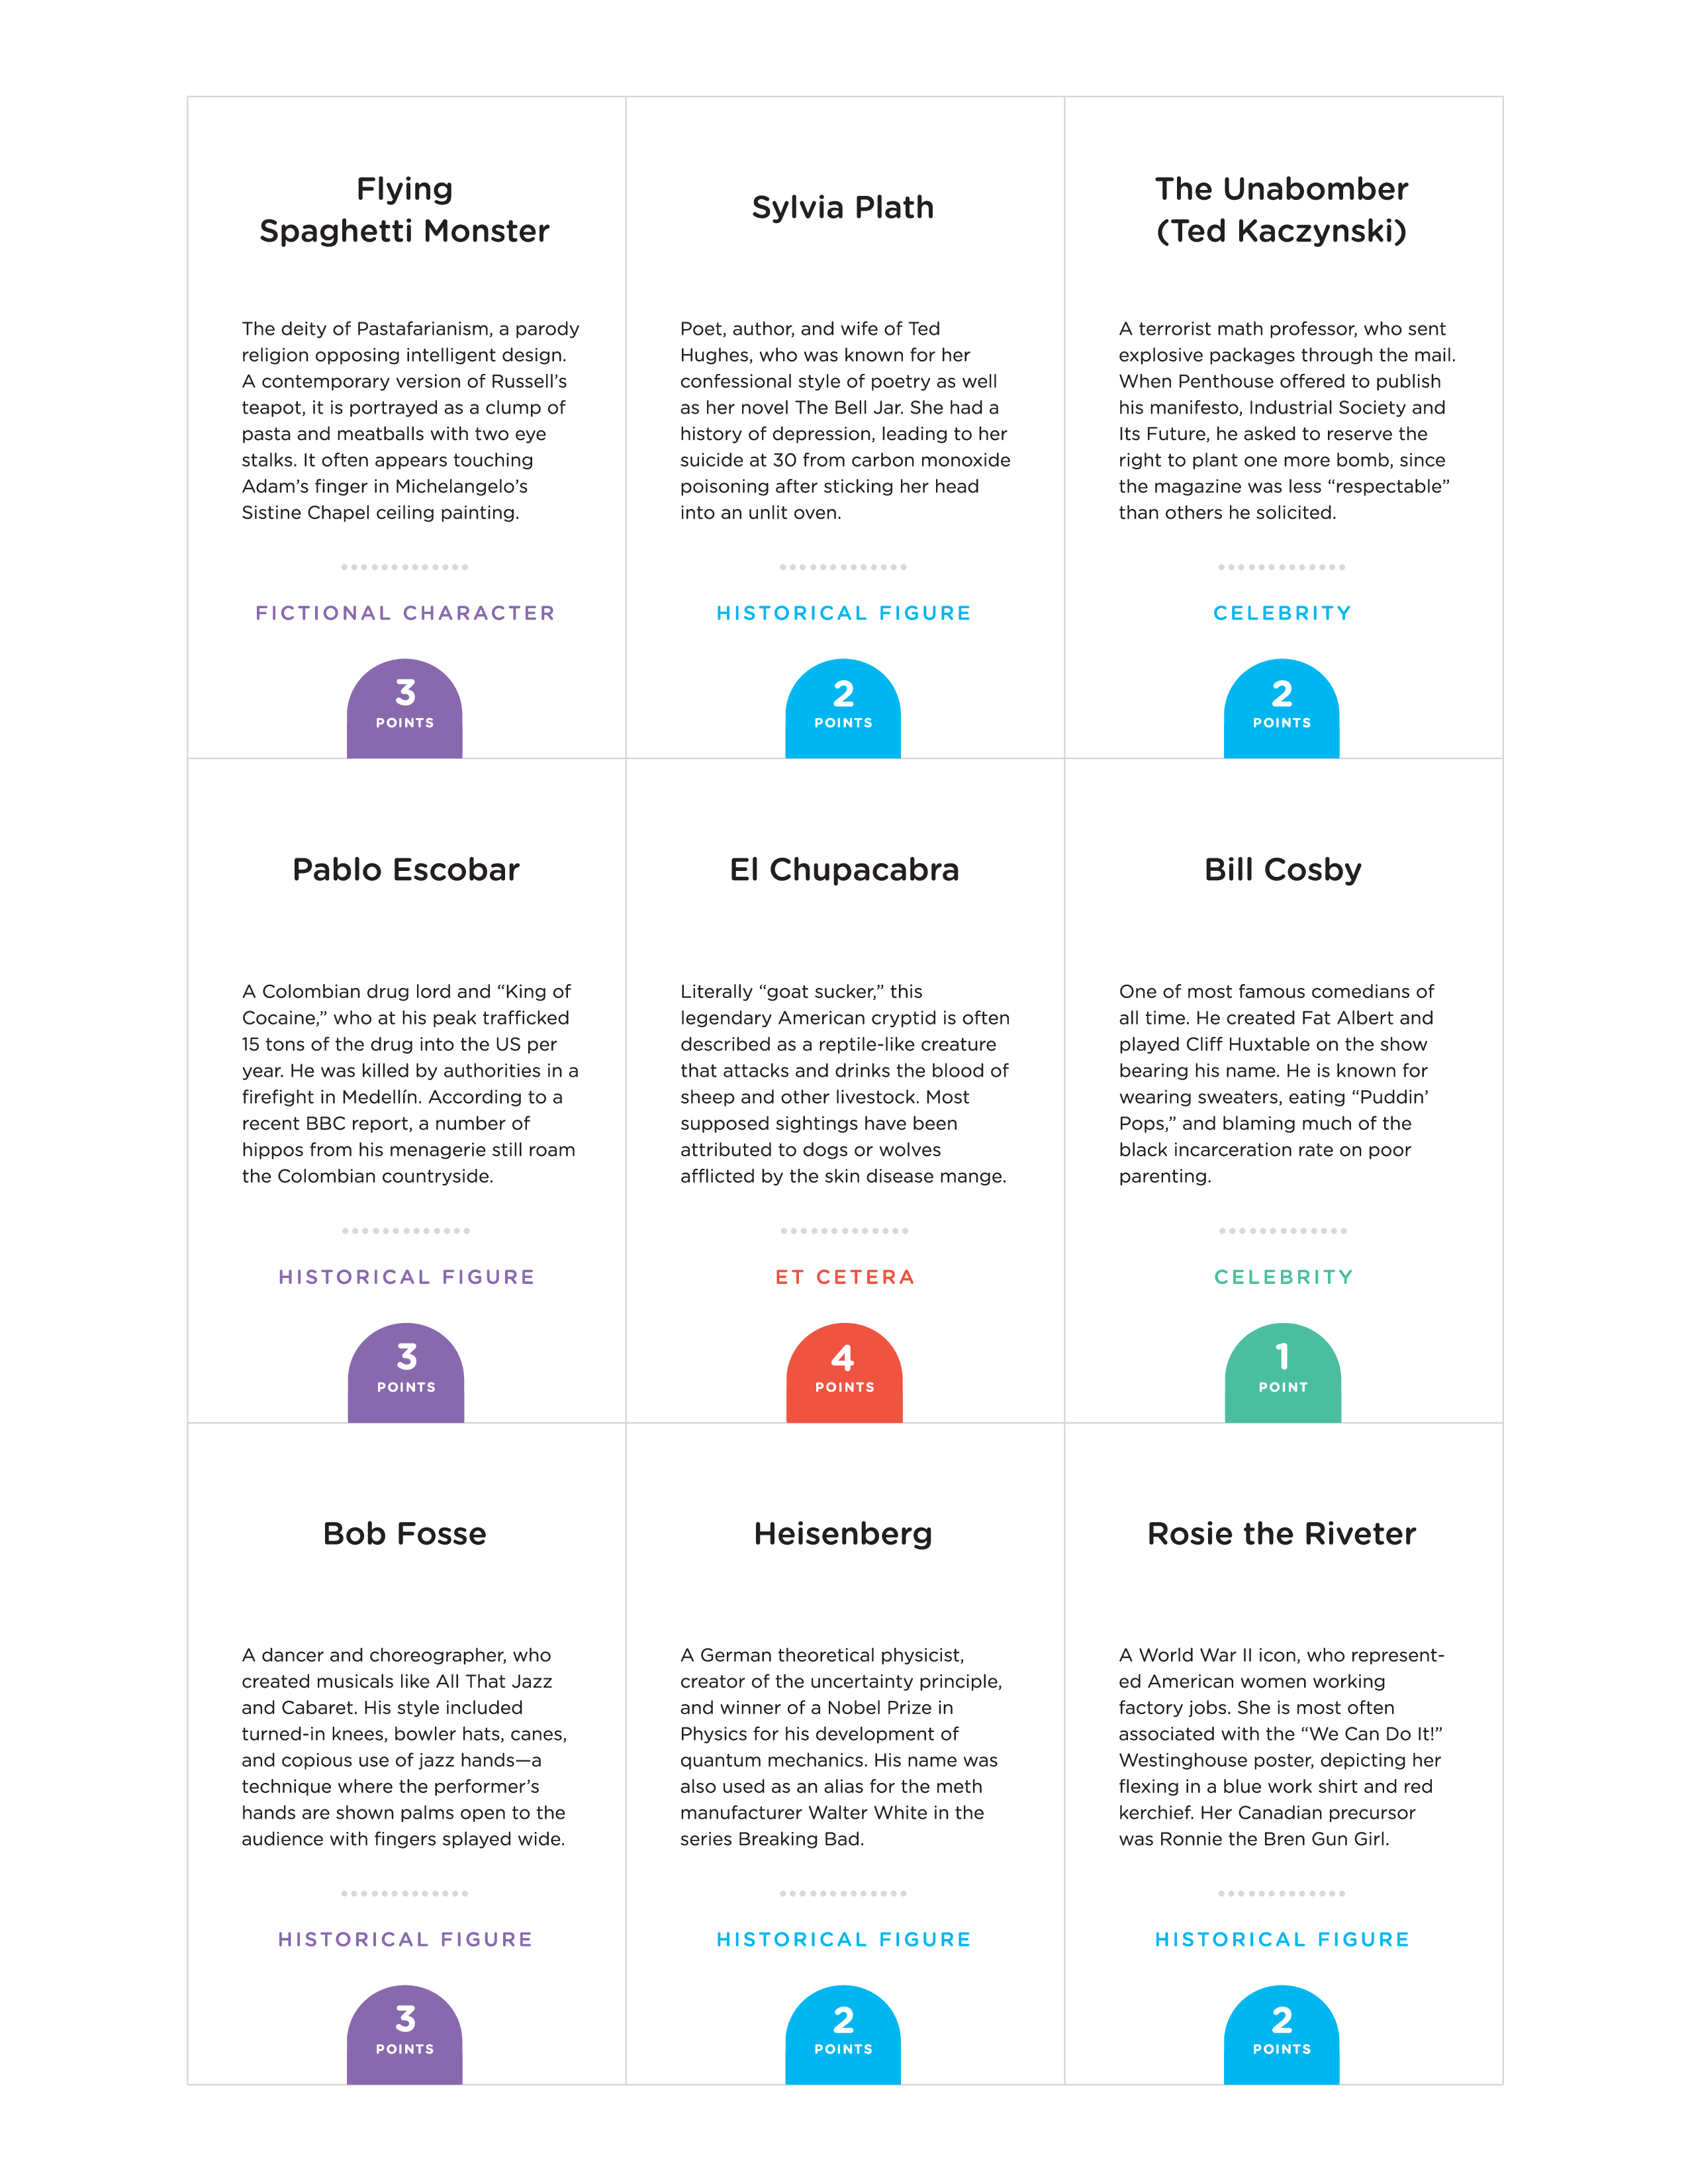 Flying
Spaghetti Monster
The deity of Pastafarianism, a parody
religion opposing intelligent design.
A contemporary version of Russell’s
teapot, it is portrayed as a clump of
pasta and meatballs with two eye
stalks. It often appears touching
Adam’s finger in Michelangelo’s
Sistine Chapel ceiling painting.
FICTIONAL CHARACTER
3
POINTS
Sylvia Plath
Poet, author, and wife of Ted
Hughes, who was known for her
confessional style of poetry as well
as her novel The Bell Jar. She had a
history of depression, leading to her
suicide at 30 from carbon monoxide
poisoning after sticking her head
into an unlit oven.
HISTORICAL FIGURE
2
POINTS
The Unabomber
(Ted Kaczynski)
A terrorist math professor, who sent
explosive packages through the mail.
When Penthouse offered to publish
his manifesto, Industrial Society and
Its Future, he asked to reserve the
right to plant one more bomb, since
the magazine was less “respectable”
than others he solicited.
CELEBRITY
2
POINTS
Pablo Escobar
A Colombian drug lord and “King of
Cocaine,” who at his peak trafficked
15 tons of the drug into the US per
year. He was killed by authorities in a
firefight in Medellín. According to a
recent BBC report, a number of
hippos from his menagerie still roam
the Colombian countryside.
HISTORICAL FIGURE
3
POINTS
El Chupacabra
Literally “goat sucker,” this
legendary American cryptid is often
described as a reptile-like creature
that attacks and drinks the blood of
sheep and other livestock. Most
supposed sightings have been
attributed to dogs or wolves
afflicted by the skin disease mange.
ET CETERA
4
POINTS
Bill Cosby
One of most famous comedians of
all time. He created Fat Albert and
played Cliff Huxtable on the show
bearing his name. He is known for
wearing sweaters, eating “Puddin’
Pops,” and blaming much of the
black incarceration rate on poor
parenting.
CELEBRITY
1
POINT
Bob Fosse
A dancer and choreographer, who
created musicals like All That Jazz
and Cabaret. His style included
turned-in knees, bowler hats, canes,
and copious use of jazz hands—a
technique where the performer’s
hands are shown palms open to the
audience with fingers splayed wide.
HISTORICAL FIGURE
3
POINTS
Heisenberg
A German theoretical physicist,
creator of the uncertainty principle,
and winner of a Nobel Prize in
Physics for his development of
quantum mechanics. His name was
also used as an alias for the meth
manufacturer Walter White in the
series Breaking Bad.
HISTORICAL FIGURE
2
POINTS
Rosie the Riveter
A World War II icon, who represent-
ed American women working
factory jobs. She is most often
associated with the “We Can Do It!”
Westinghouse poster, depicting her
flexing in a blue work shirt and red
kerchief. Her Canadian precursor
was Ronnie the Bren Gun Girl.
HISTORICAL FIGURE
2
POINTS